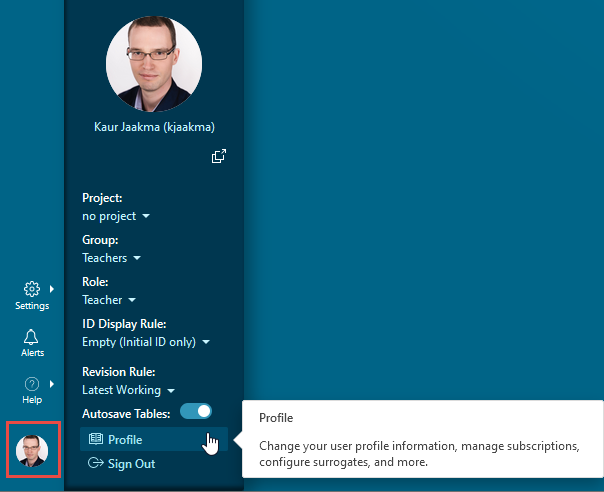 Kaur Jaakma (kjaakma)
Project:
no project
Group:
Teachers
Role:
Teacher
ID Display Rule:
Empty (Initial ID only)
Revision Rule:
Latest Working
Autosave Tables:
Profile
Sign Out
Settings
Alerts
Help
Profile
Change your user profile information, manage subscriptions,
configure surrogates, and more.